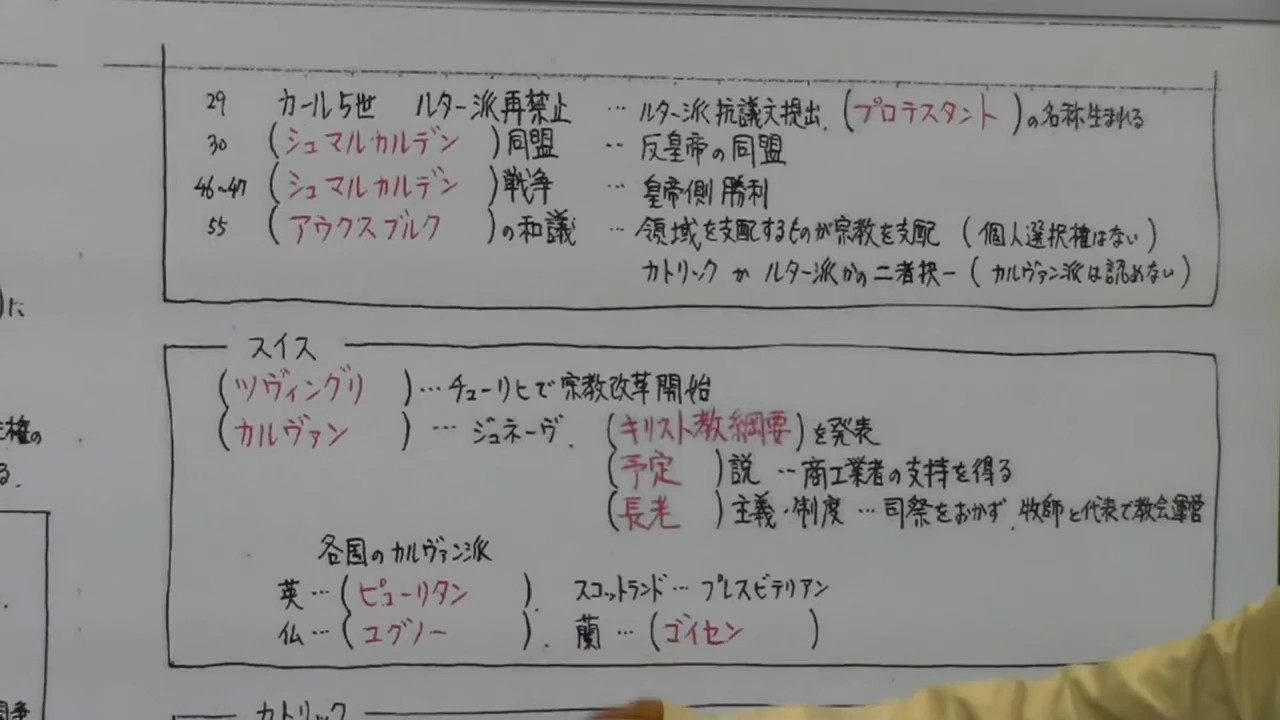 29 カール5世 ルター派再禁止 … ルター派抗議文提出、(プロテスタント)の名称生まれる
30 (シュマルカルデン)同盟 … 反皇帝の同盟
46~47 (シュマルカルデン)戦争 … 皇帝側勝利
55 (アウクスブルク)の和議 … 領域を支配するものが宗教を支配 (個人選択権はない)
カトリックかルター派かの二者択一(カルヴァン派は認めない)
)に
スイス
(ツヴィングリ)…チューリヒで宗教改革開始
(カルヴァン)… ジュネーヴ、(キリスト教綱要)を発表
権の
(予定)説 …商工業者の支持を得る
る.
(長老)主義・制度 … 司祭をおかず、牧師と代表で教会運営
各国のカルヴァン派
英…(ピューリタン)、スコットランド…プレスビテリアン
仏…(ユグノー)、蘭…(ゴイセン)
カトリック
争